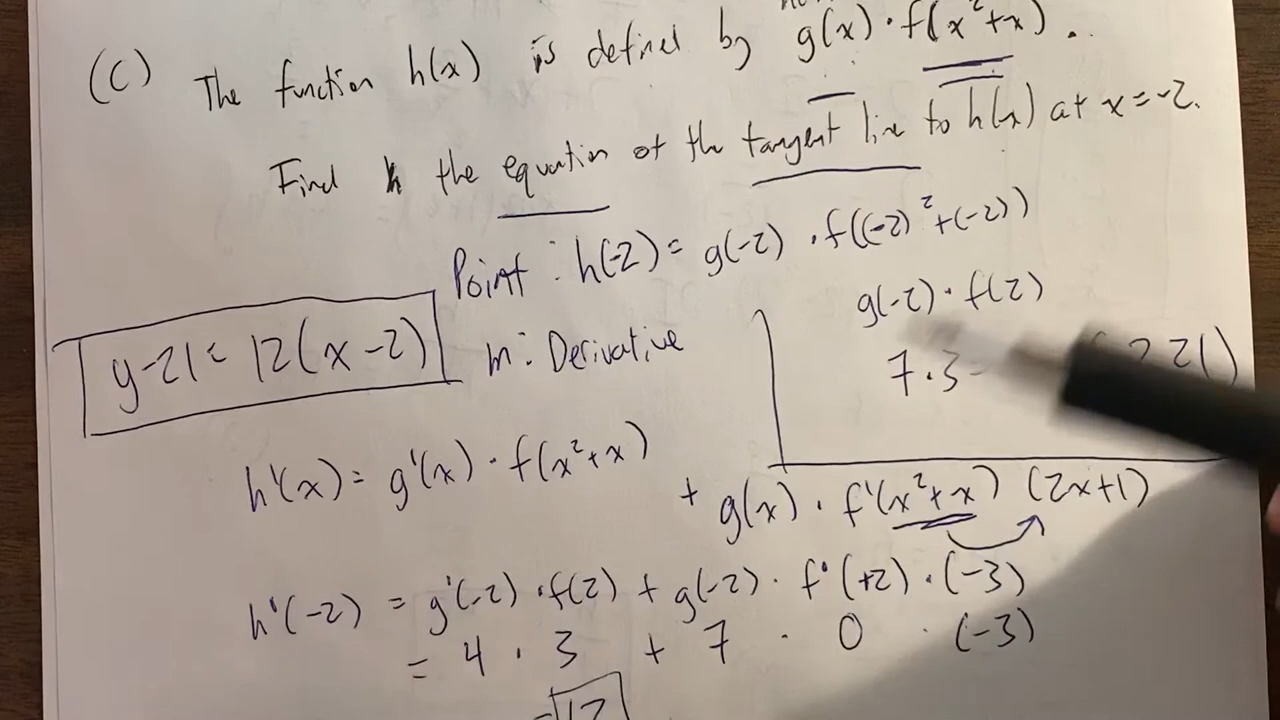 (C) The function h(x) is defined by g(x)·f(x²+x).
Find the equation of the tangent line to h(x) at x=-2.
Point: h(-2)= g(-2) ·f((-2)²+(-2))
g(-2)·f(2)
7·3=
y-21= 12(x-2)
m: Derivative
h'(x)= g'(x)·f(x²+x)
+ g(x)·f'(x²+x) (2x+1)
h'(-2) = g'(-2)·f(2) + g(-2)·f'(+2)·(-3)
= 4·3 + 7·0·(-3)
=12